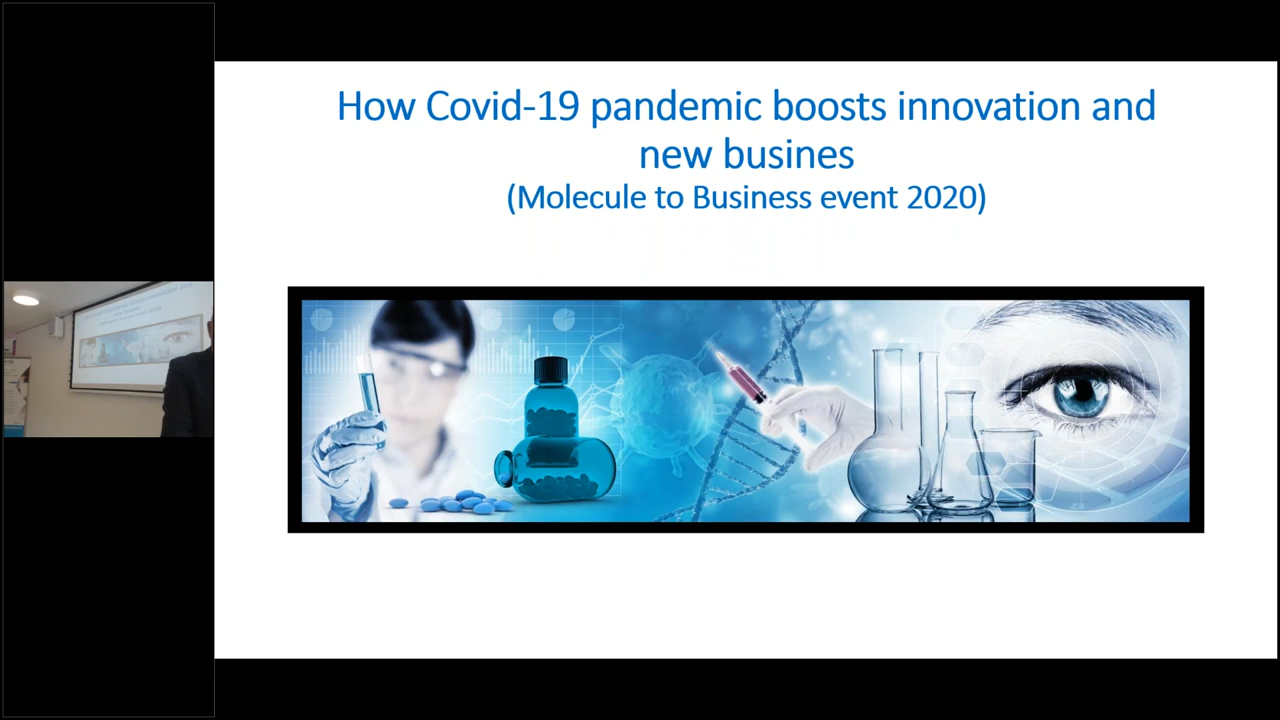 How Covid-19 pandemic boosts innovation and
new busines
(Molecule to Business event 2020)